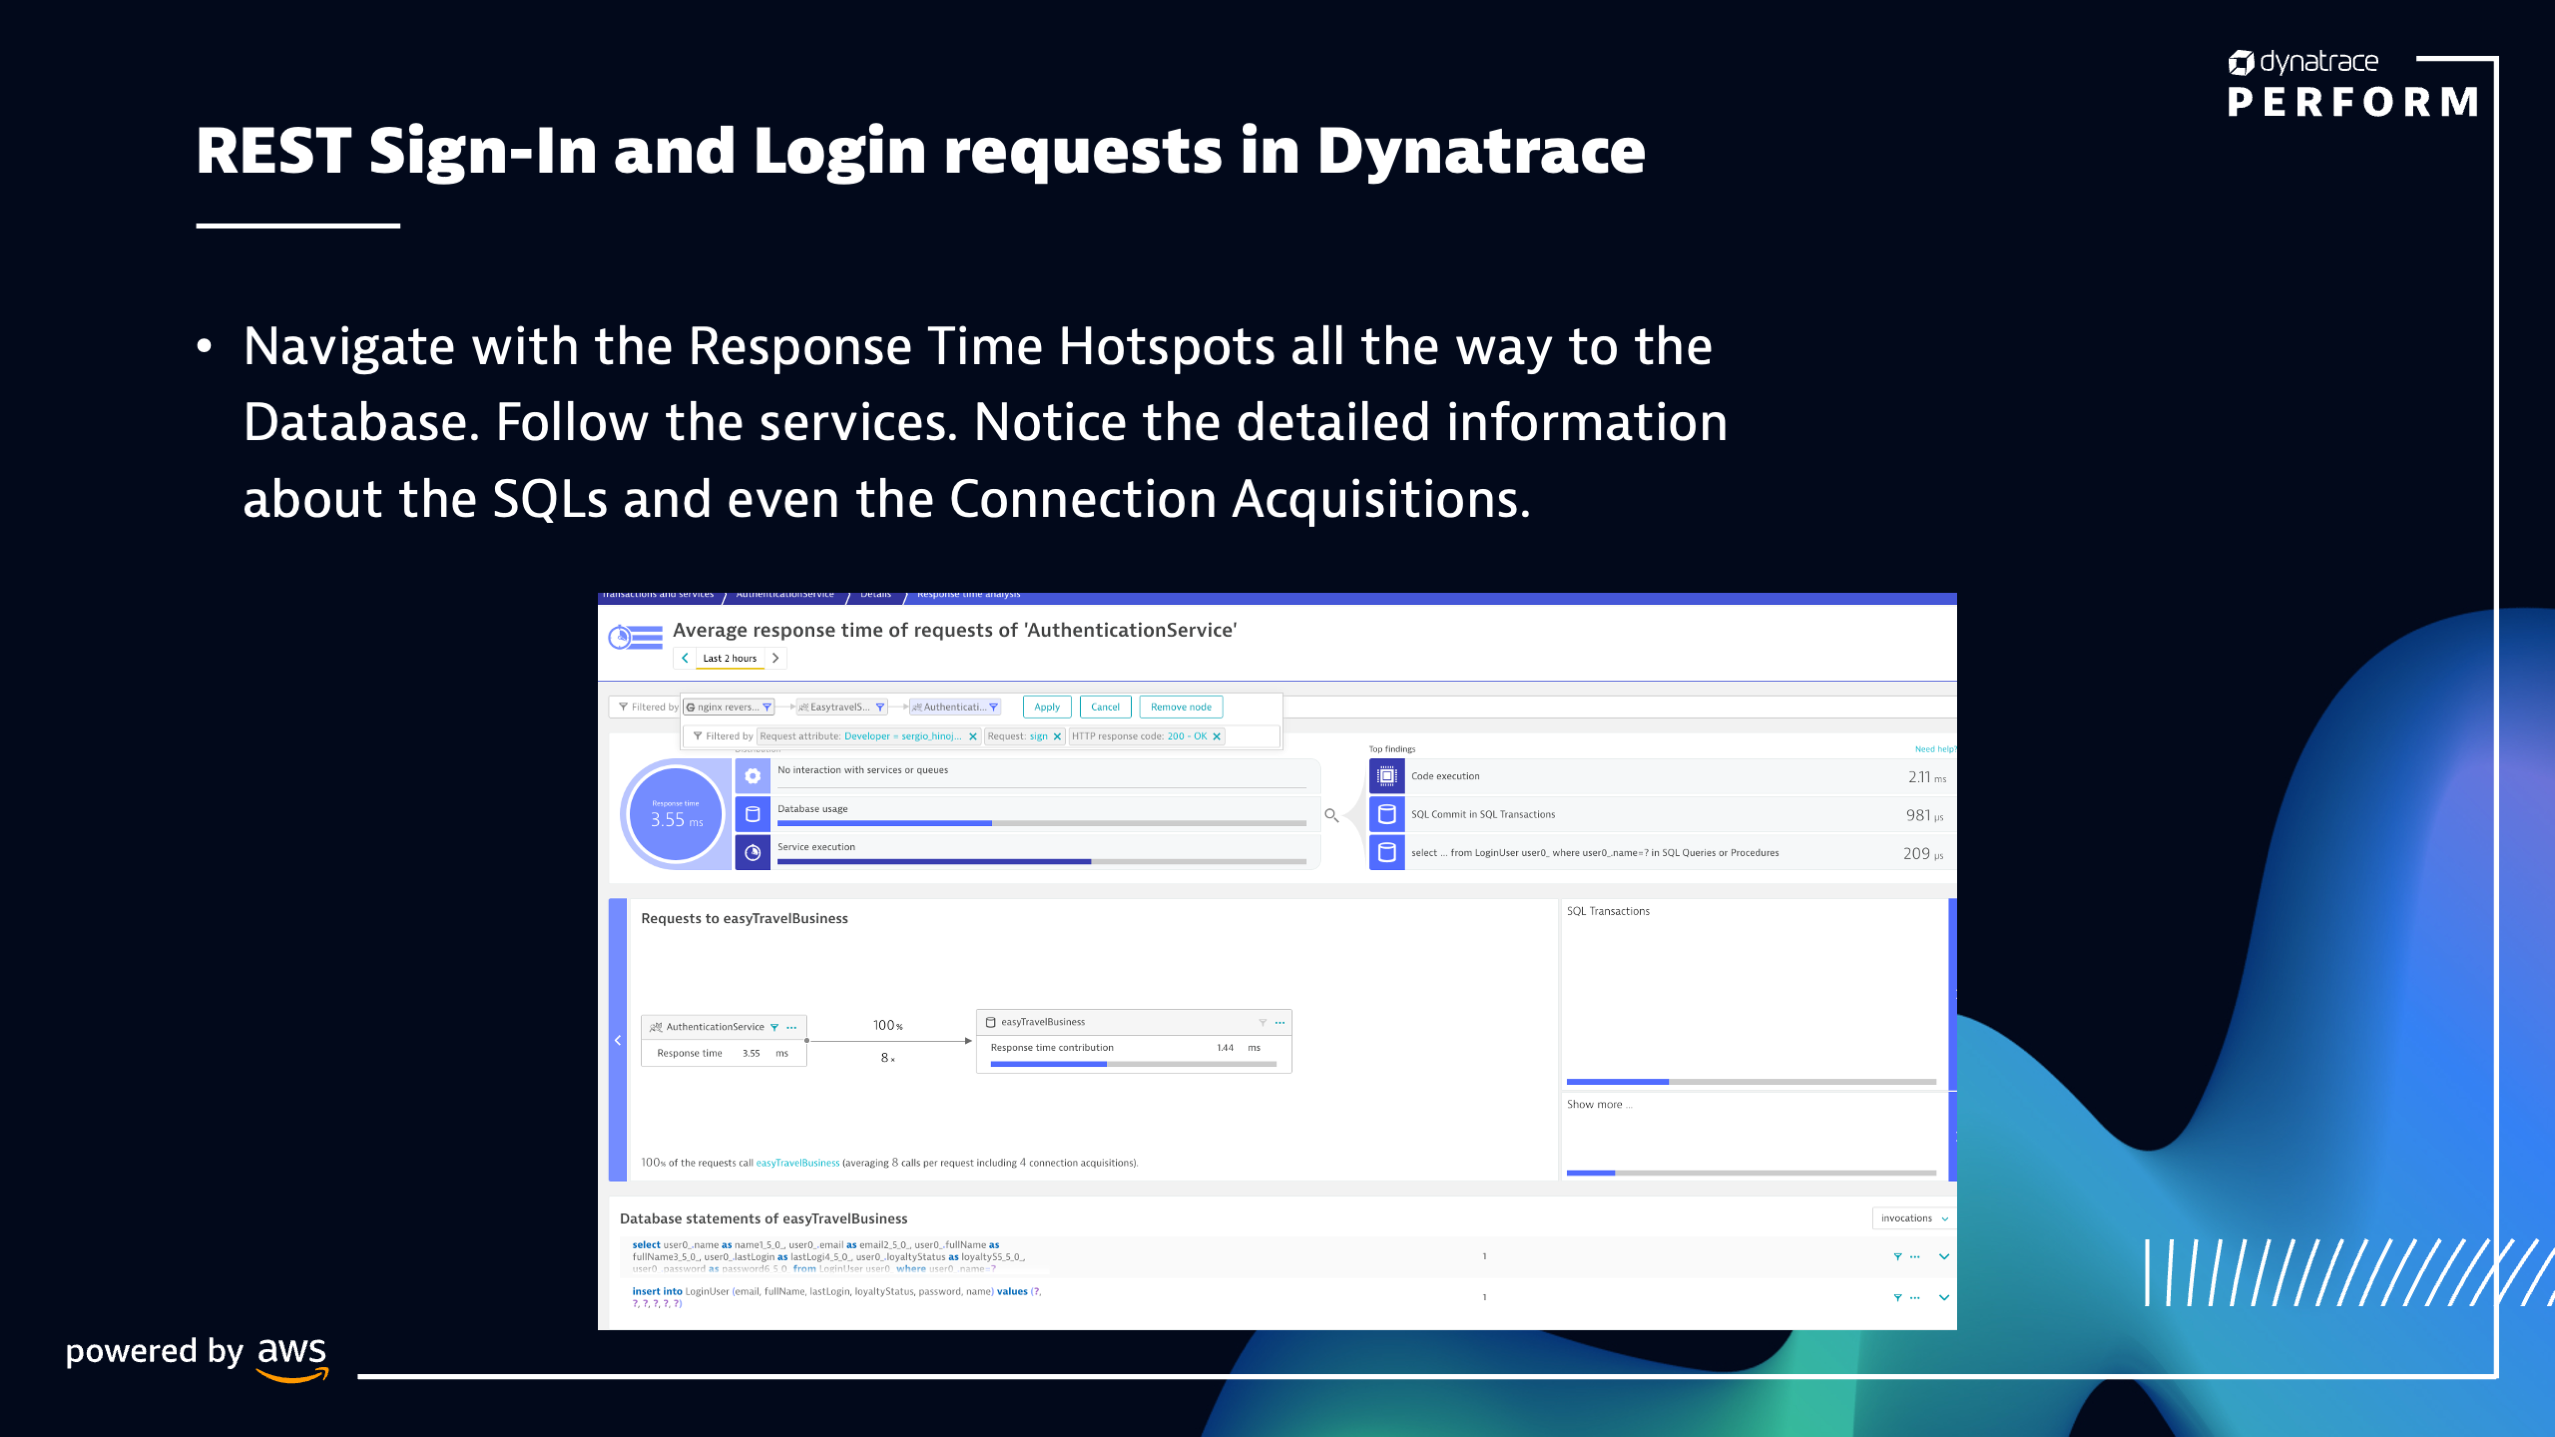 dynatrace
PERFORM
REST Sign-In and Login requests in Dynatrace
• Navigate with the Response Time Hotspots all the way to the
Database. Follow the services. Notice the detailed information
about the SQLs and even the Connection Acquisitions.
Transactions and services / AuthenticationService / Details / Response time analysis
Average response time of requests of 'AuthenticationService'
Last 2 hours
Filtered by nginx revers... EasytravelS... Authenticati... Apply Cancel Remove node
Filtered by Request attribute: Developer = sergio_hinoj... Request: sign HTTP response code: 200 - OK
Distribution
Response time
3.55 ms
No interaction with services or queues
Database usage
Service execution
Top findings Need help?
Code execution 2.11 ms
SQL Commit in SQL Transactions 981 µs
select ... from LoginUser user0_ where user0_.name=? in SQL Queries or Procedures 209 µs
Requests to easyTravelBusiness
AuthenticationService ...
Response time 3.55 ms
100 %
8 x
easyTravelBusiness ...
Response time contribution 1.44 ms
100% of the requests call easyTravelBusiness (averaging 8 calls per request including 4 connection acquisitions).
SQL Transactions
Show more ...
Database statements of easyTravelBusiness
invocations
select user0_.name as name1_5_0_, user0_.email as email2_5_0_, user0_.fullName as
fullName3_5_0_, user0_.lastLogin as lastLogi4_5_0_, user0_.loyaltyStatus as loyaltyS5_5_0_,
user0_.password as password6_5_0_ from LoginUser user0_ where user0_.name=?
1
insert into LoginUser (email, fullName, lastLogin, loyaltyStatus, password, name) values (?,
?, ?, ?, ?, ?)
1
powered by aws